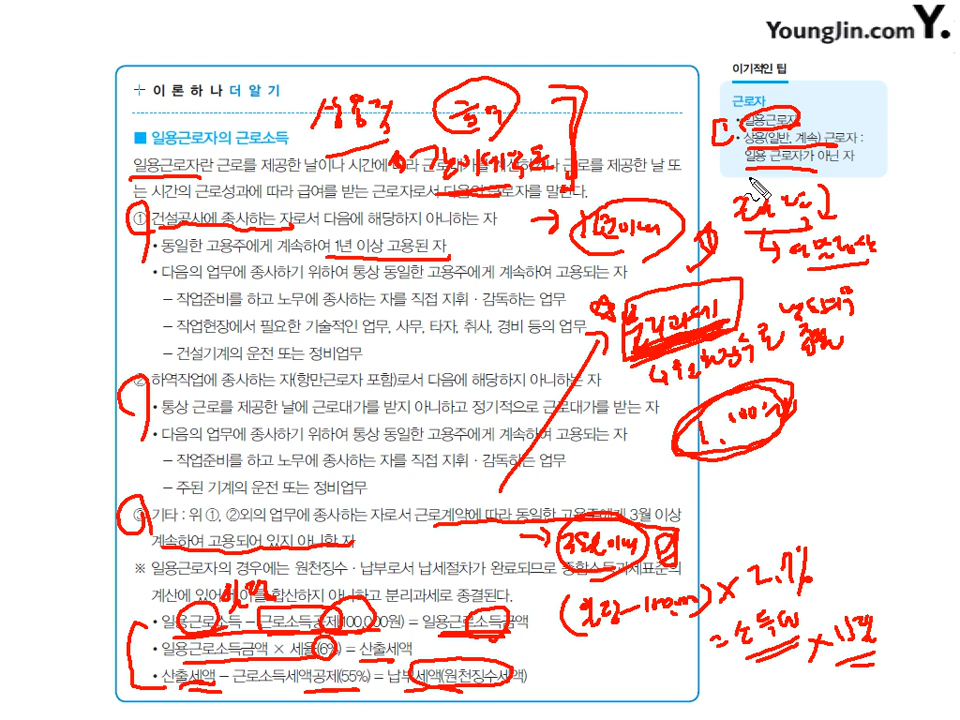 YoungJin.com Y.
이기적인 팁
근로자
• 일용근로자
• 상용(일반, 계속) 근로자 :
일용 근로자가 아닌 자
이 론 하 나 더 알 기
■ 일용근로자의 근로소득
일용근로자란 근로를 제공한 날이나 시간에 따라 근로대가를 계산하거나 근로를 제공한 날 또
는 시간의 근로성과에 따라 급여를 받는 근로자로서 다음의 근로자를 말한다.
① 건설공사에 종사하는 자로서 다음에 해당하지 아니하는 자
• 동일한 고용주에게 계속하여 1년 이상 고용된 자
• 다음의 업무에 종사하기 위하여 통상 동일한 고용주에게 계속하여 고용되는 자
– 작업준비를 하고 노무에 종사하는 자를 직접 지휘 · 감독하는 업무
– 작업현장에서 필요한 기술적인 업무, 사무, 타자, 취사, 경비 등의 업무
– 건설기계의 운전 또는 정비업무
② 하역작업에 종사하는 자(항만근로자 포함)로서 다음에 해당하지 아니하는 자
• 통상 근로를 제공한 날에 근로대가를 받지 아니하고 정기적으로 근로대가를 받는 자
• 다음의 업무에 종사하기 위하여 통상 동일한 고용주에게 계속하여 고용되는 자
– 작업준비를 하고 노무에 종사하는 자를 직접 지휘 · 감독하는 업무
– 주된 기계의 운전 또는 정비업무
③ 기타 : 위 ①, ②외의 업무에 종사하는 자로서 근로계약에 따라 동일한 고용주에게 3월 이상
계속하여 고용되어 있지 아니한 자
※ 일용근로자의 경우에는 원천징수 · 납부로서 납세절차가 완료되므로 종합소득과세표준의
계산에 있어서 이를 합산하지 아니하고 분리과세로 종결된다.
• 일용근로소득 – 근로소득공제(100,000원) = 일용근로소득금액
• 일용근로소득금액 × 세율(6%) = 산출세액
• 산출세액 – 근로소득세액공제(55%) = 납부세액(원천징수세액)
분리과세
× 2.7%